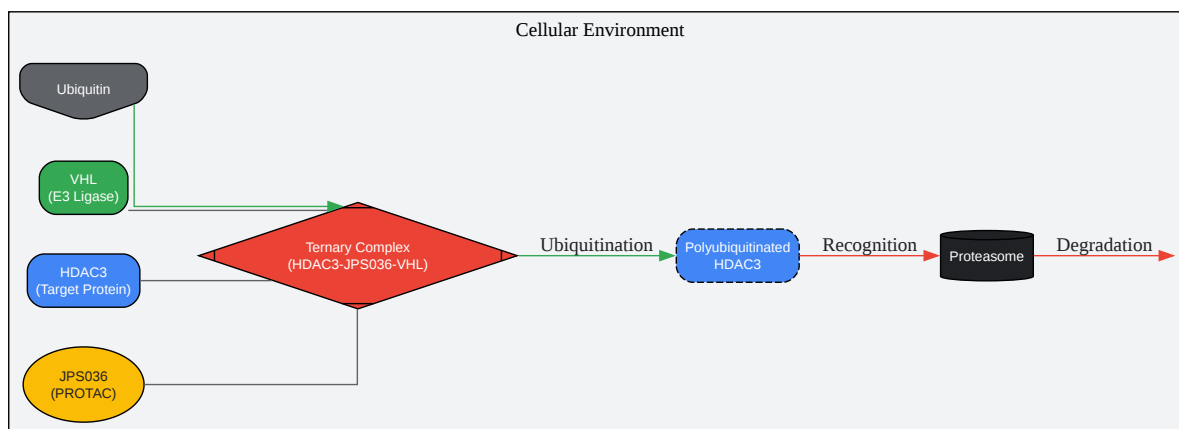 Cellular Environment
Ubiquitin
VHL
(E3 Ligase)
HDAC3
(Target Protein)
JPS036
(PROTAC)
Ternary Complex
(HDAC3-JPS036-VHL)
Ubiquitination
Polyubiquitinated
HDAC3
Recognition
Proteasome
Degradation